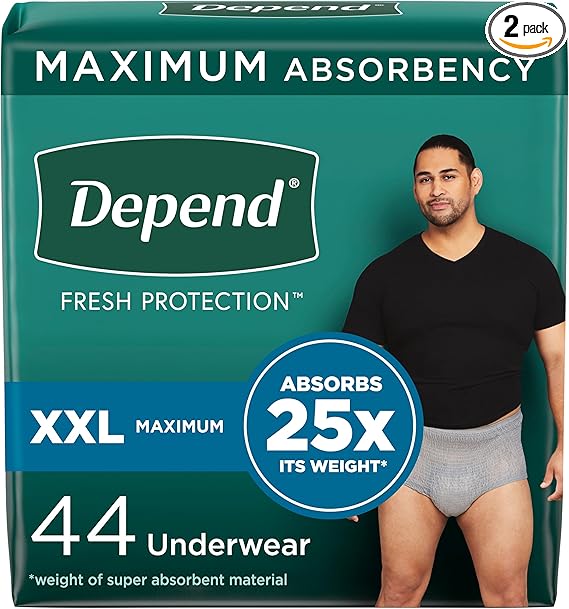 2
pack
MAXIMUM ABSORBENCY
Depend®
FRESH PROTECTION™
XXL MAXIMUM
ABSORBS
25x
ITS WEIGHT*
44 Underwear
*weight of super absorbent material